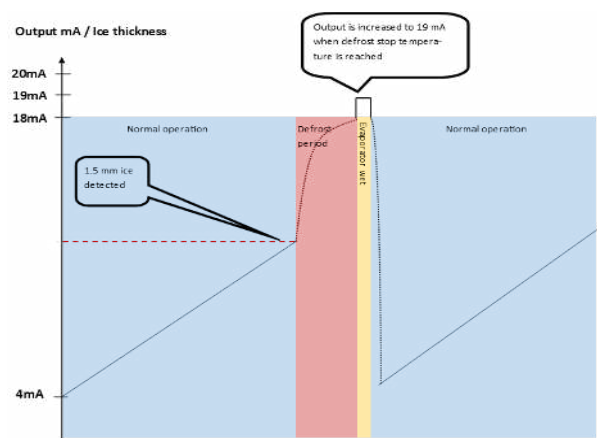 Output mA / Ice thickness
Output is increased to 19 mA
when defrost stop tempera-
ture is reached
20mA
19mA
18mA
Normal operation
Defrost
period
Evaporator wet
Normal operation
1.5 mm ice
detected
4mA